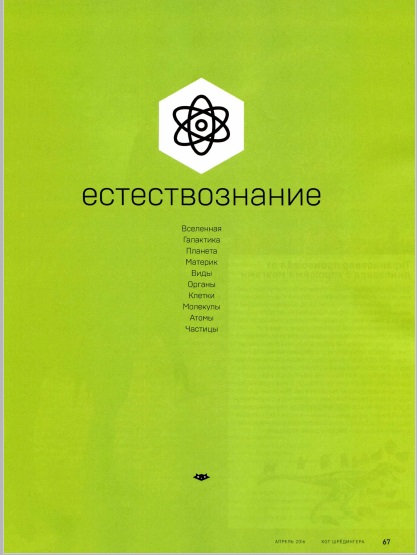 естествознание
Вселенная
Галактика
Планета
Материк
Виды
Органы
Клетки
Молекулы
Атомы
Частицы
АПРЕЛЬ 2016 КОТ ШРЁДИНГЕРА 67